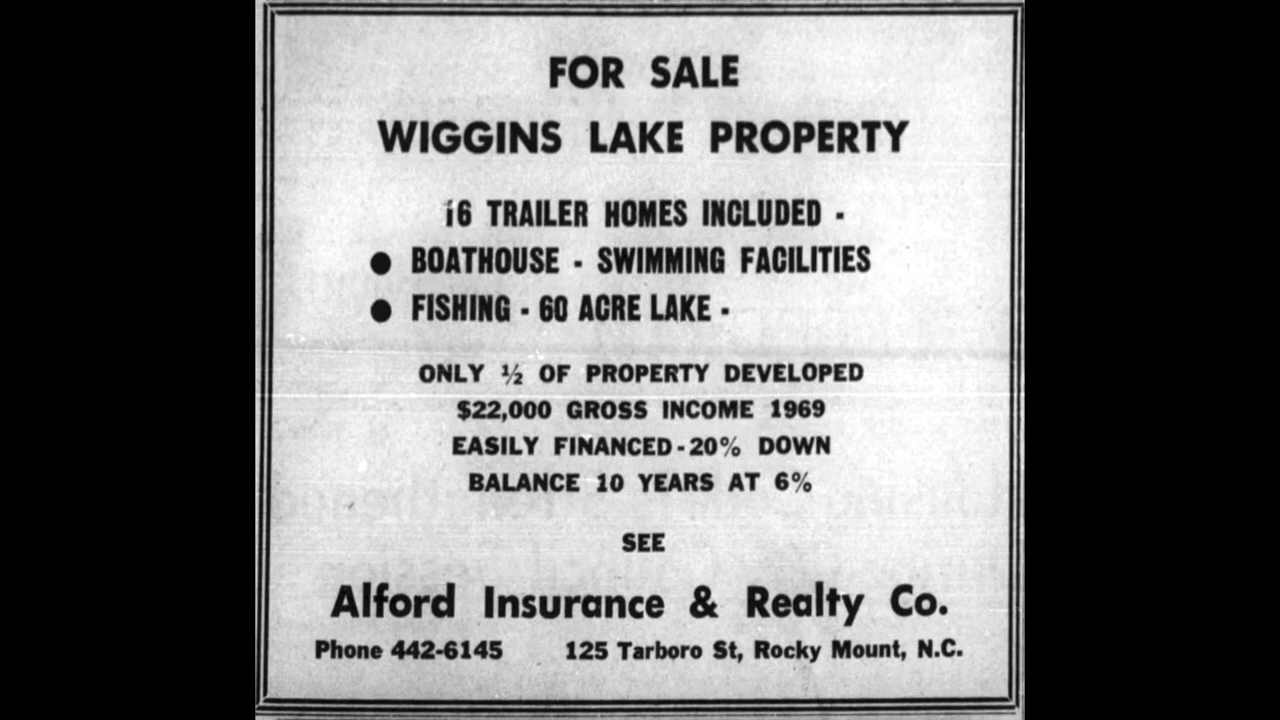 FOR SALE
WIGGINS LAKE PROPERTY
16 TRAILER HOMES INCLUDED -
● BOATHOUSE - SWIMMING FACILITIES
● FISHING - 60 ACRE LAKE -
ONLY ½ OF PROPERTY DEVELOPED
$22,000 GROSS INCOME 1969
EASILY FINANCED - 20% DOWN
BALANCE 10 YEARS AT 6%
SEE
Alford Insurance & Realty Co.
Phone 442-6145 125 Tarboro St, Rocky Mount, N.C.